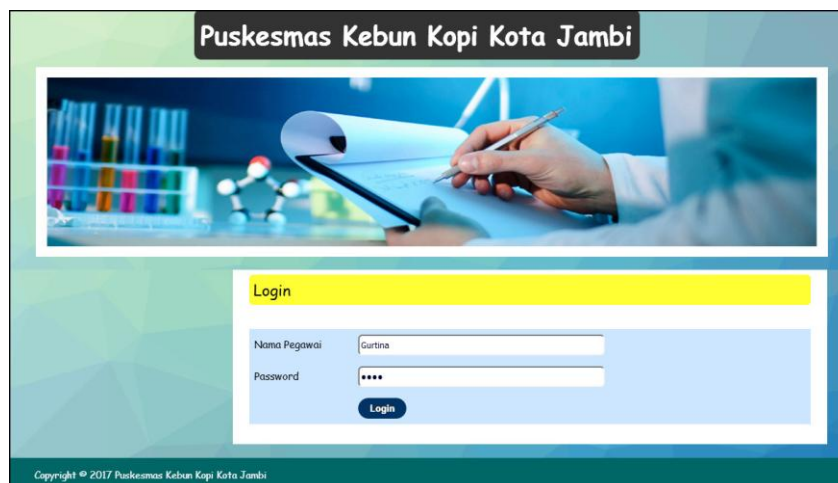 Puskesmas Kebun Kopi Kota Jambi
Login
Nama Pegawai
Gurtina
Password
••••
Login
Copyright © 2017 Puskesmas Kebun Kopi Kota Jambi